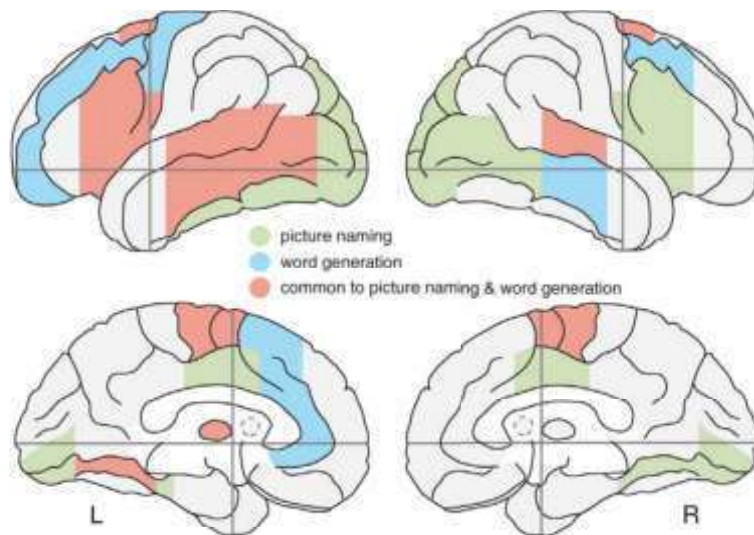 picture naming
word generation
common to picture naming & word generation
L
R